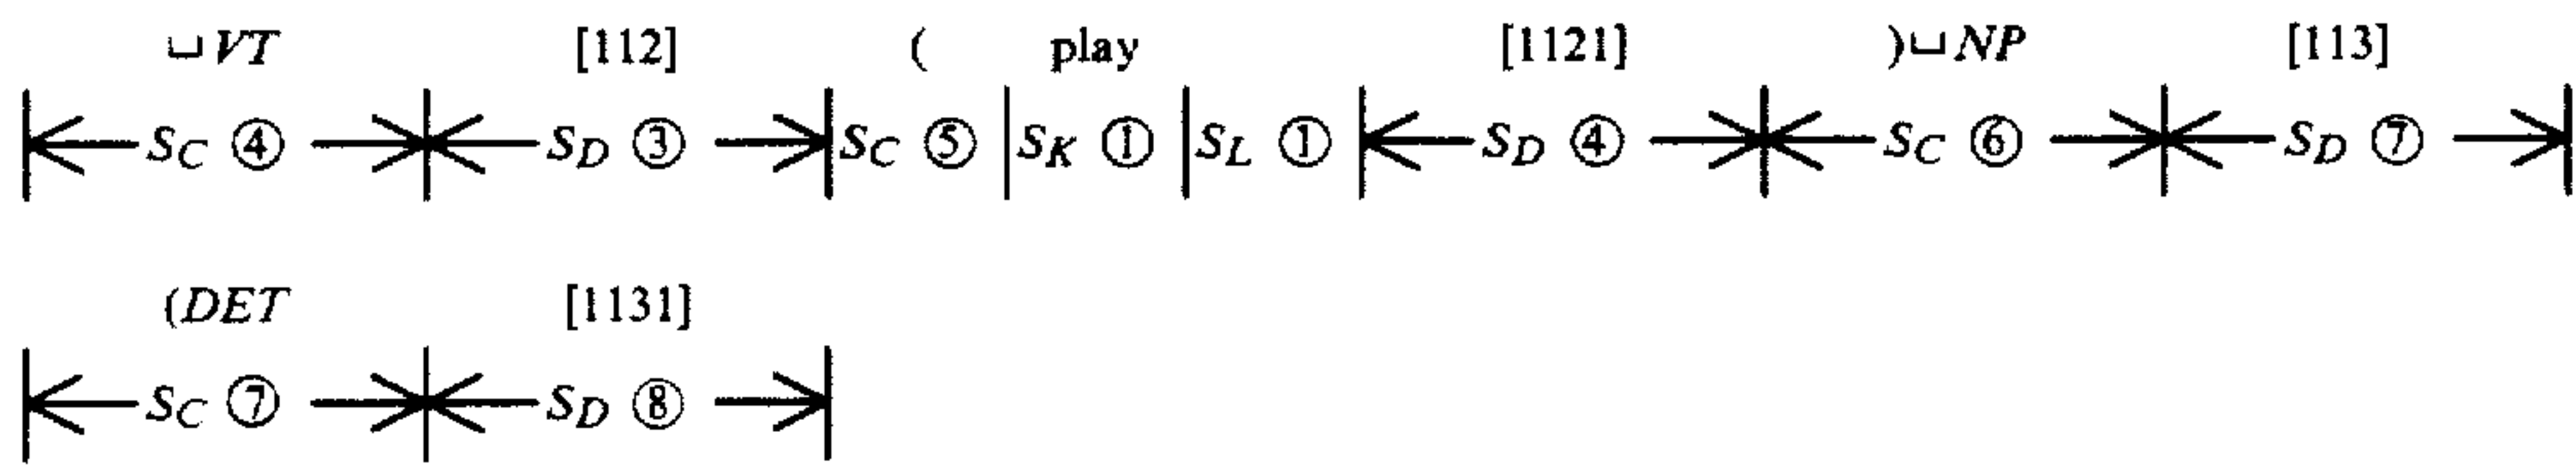 ␣VT [112] ( play [1121] )␣NP [113]
S_C ④ S_D ③ S_C ⑤ S_K ① S_L ① S_D ④ S_C ⑥ S_D ⑦
(DET [1131]
S_C ⑦ S_D ⑧